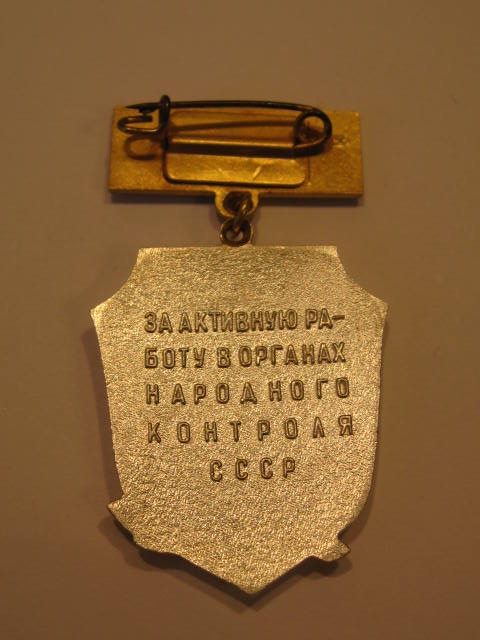 ЗА АКТИВНУЮ РА-
БОТУ В ОРГАНАХ
НАРОДНОГО
КОНТРОЛЯ
СССР